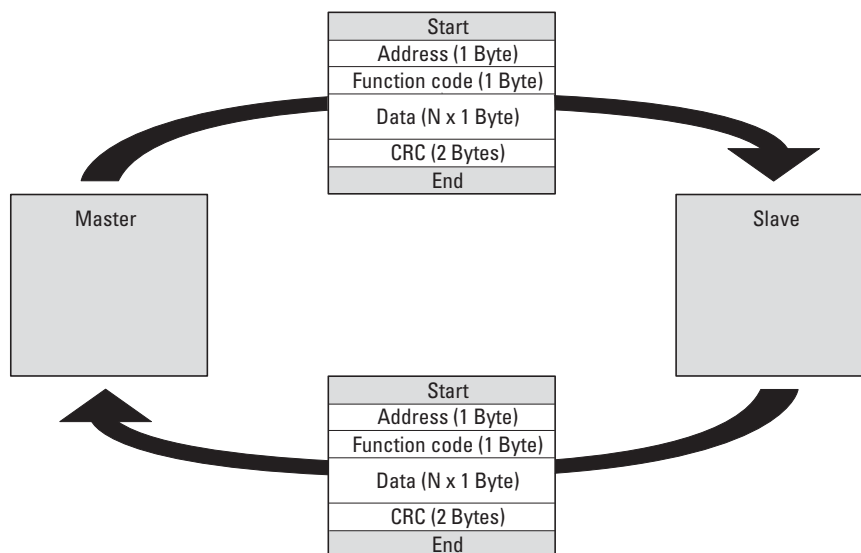 Start
Address (1 Byte)
Function code (1 Byte)
Data (N x 1 Byte)
CRC (2 Bytes)
End
Master
Slave
Start
Address (1 Byte)
Function code (1 Byte)
Data (N x 1 Byte)
CRC (2 Bytes)
End